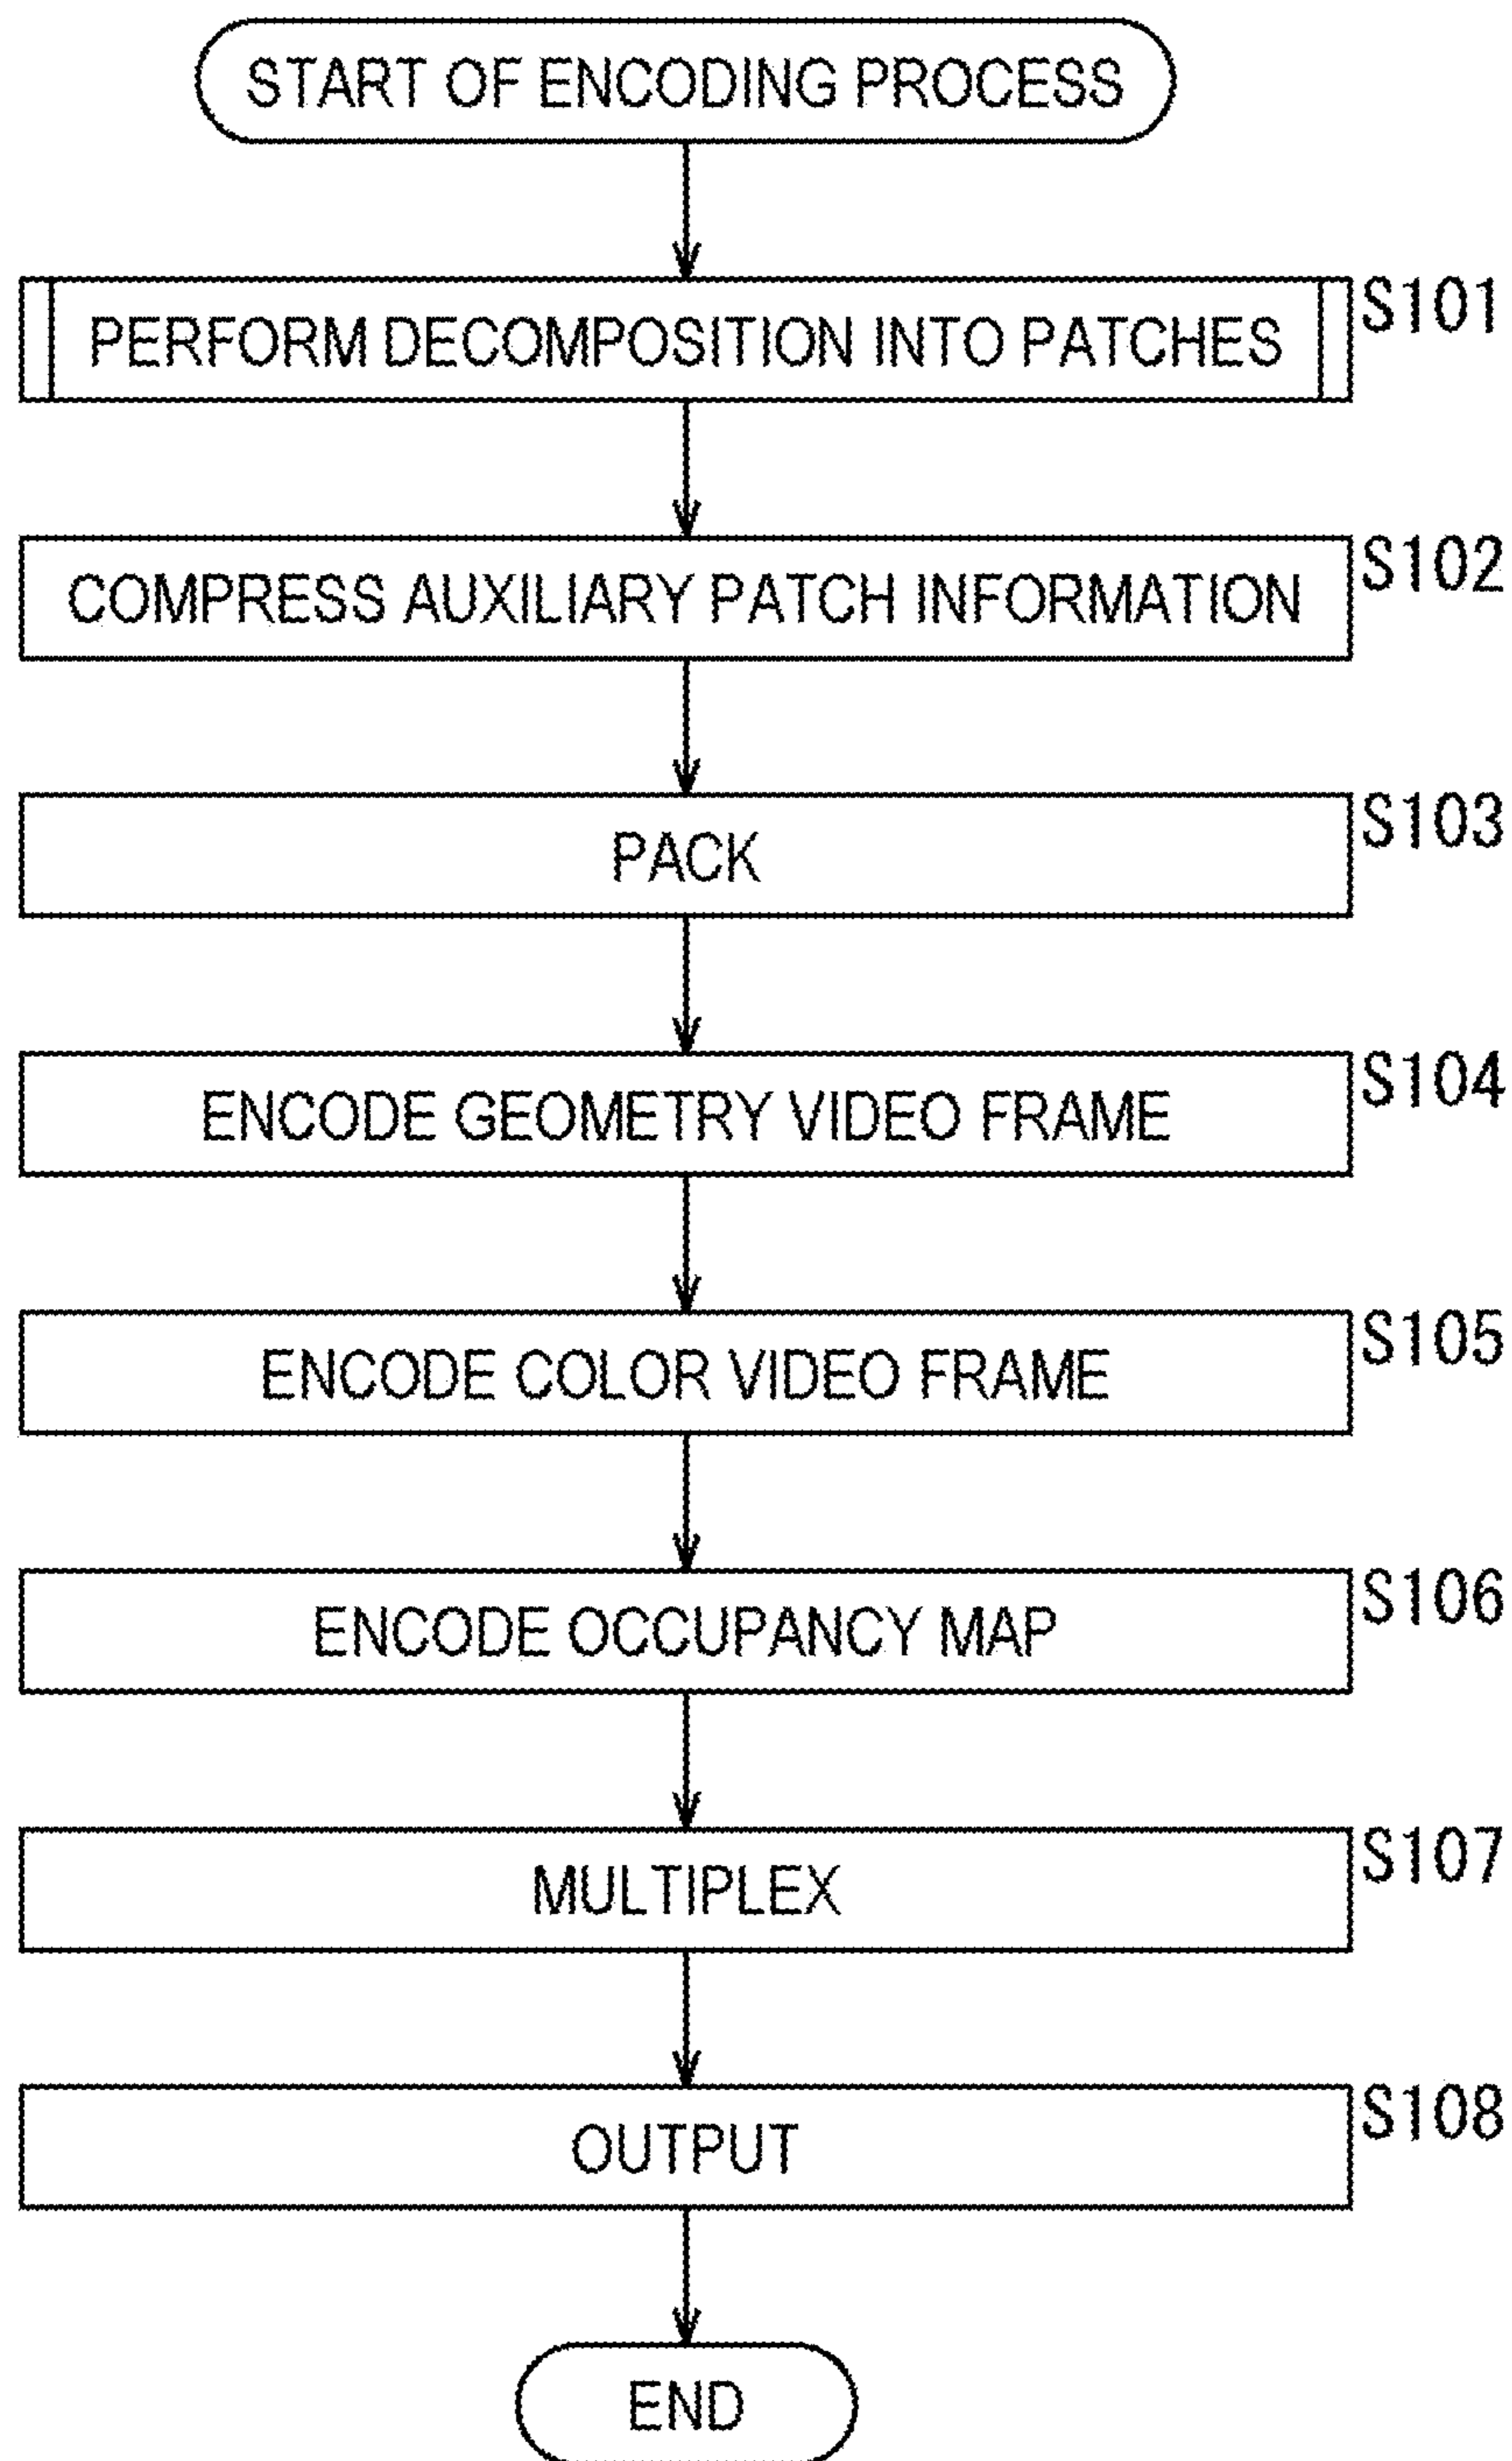 START OF ENCODING PROCESS
S101
PERFORM DECOMPOSITION INTO PATCHES
S102
COMPRESS AUXILIARY PATCH INFORMATION
S103
PACK
S104
ENCODE GEOMETRY VIDEO FRAME
S105
ENCODE COLOR VIDEO FRAME
S106
ENCODE OCCUPANCY MAP
S107
MULTIPLEX
S108
OUTPUT
END